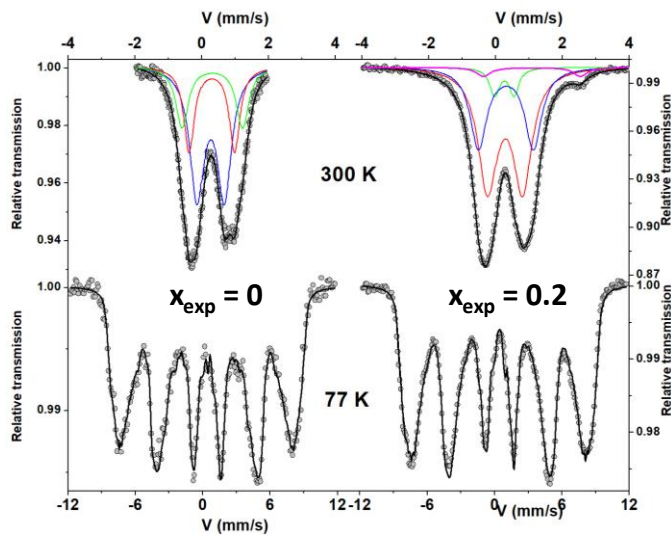 V (mm/s) V (mm/s)
-4 -2 0 2 4 -4 -2 0 2 4
Relative transmission
1.00
0.98
0.96
0.94
300 K
0.99
0.96
0.93
0.90
0.87
Relative transmission
x_exp = 0
x_exp = 0.2
Relative transmission
1.00
0.99
77 K
1.00
0.99
0.98
Relative transmission
-12 -6 0 6 12 -12 -6 0 6 12
V (mm/s) V (mm/s)